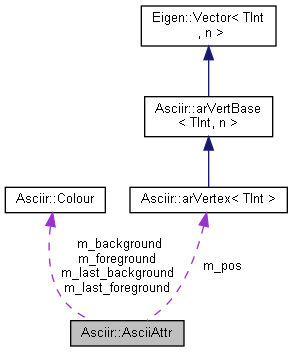 Eigen::Vector< TInt
, n >
Asciir::arVertBase
< TInt, n >
Asciir::Colour
Asciir::arVertex< TInt >
m_background
m_foreground
m_last_background
m_last_foreground
m_pos
Asciir::AsciiAttr